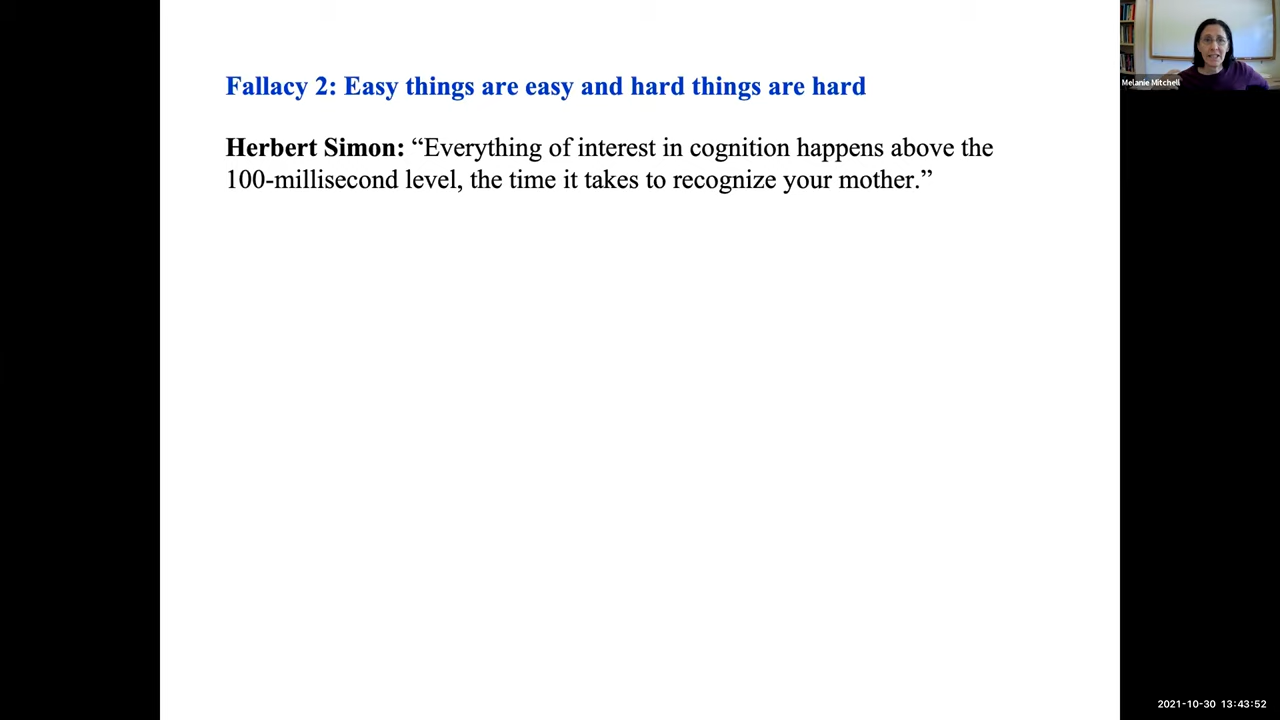 Fallacy 2: Easy things are easy and hard things are hard
Herbert Simon: “Everything of interest in cognition happens above the
100-millisecond level, the time it takes to recognize your mother.”
Melanie Mitchell
2021-10-30 13:43:52